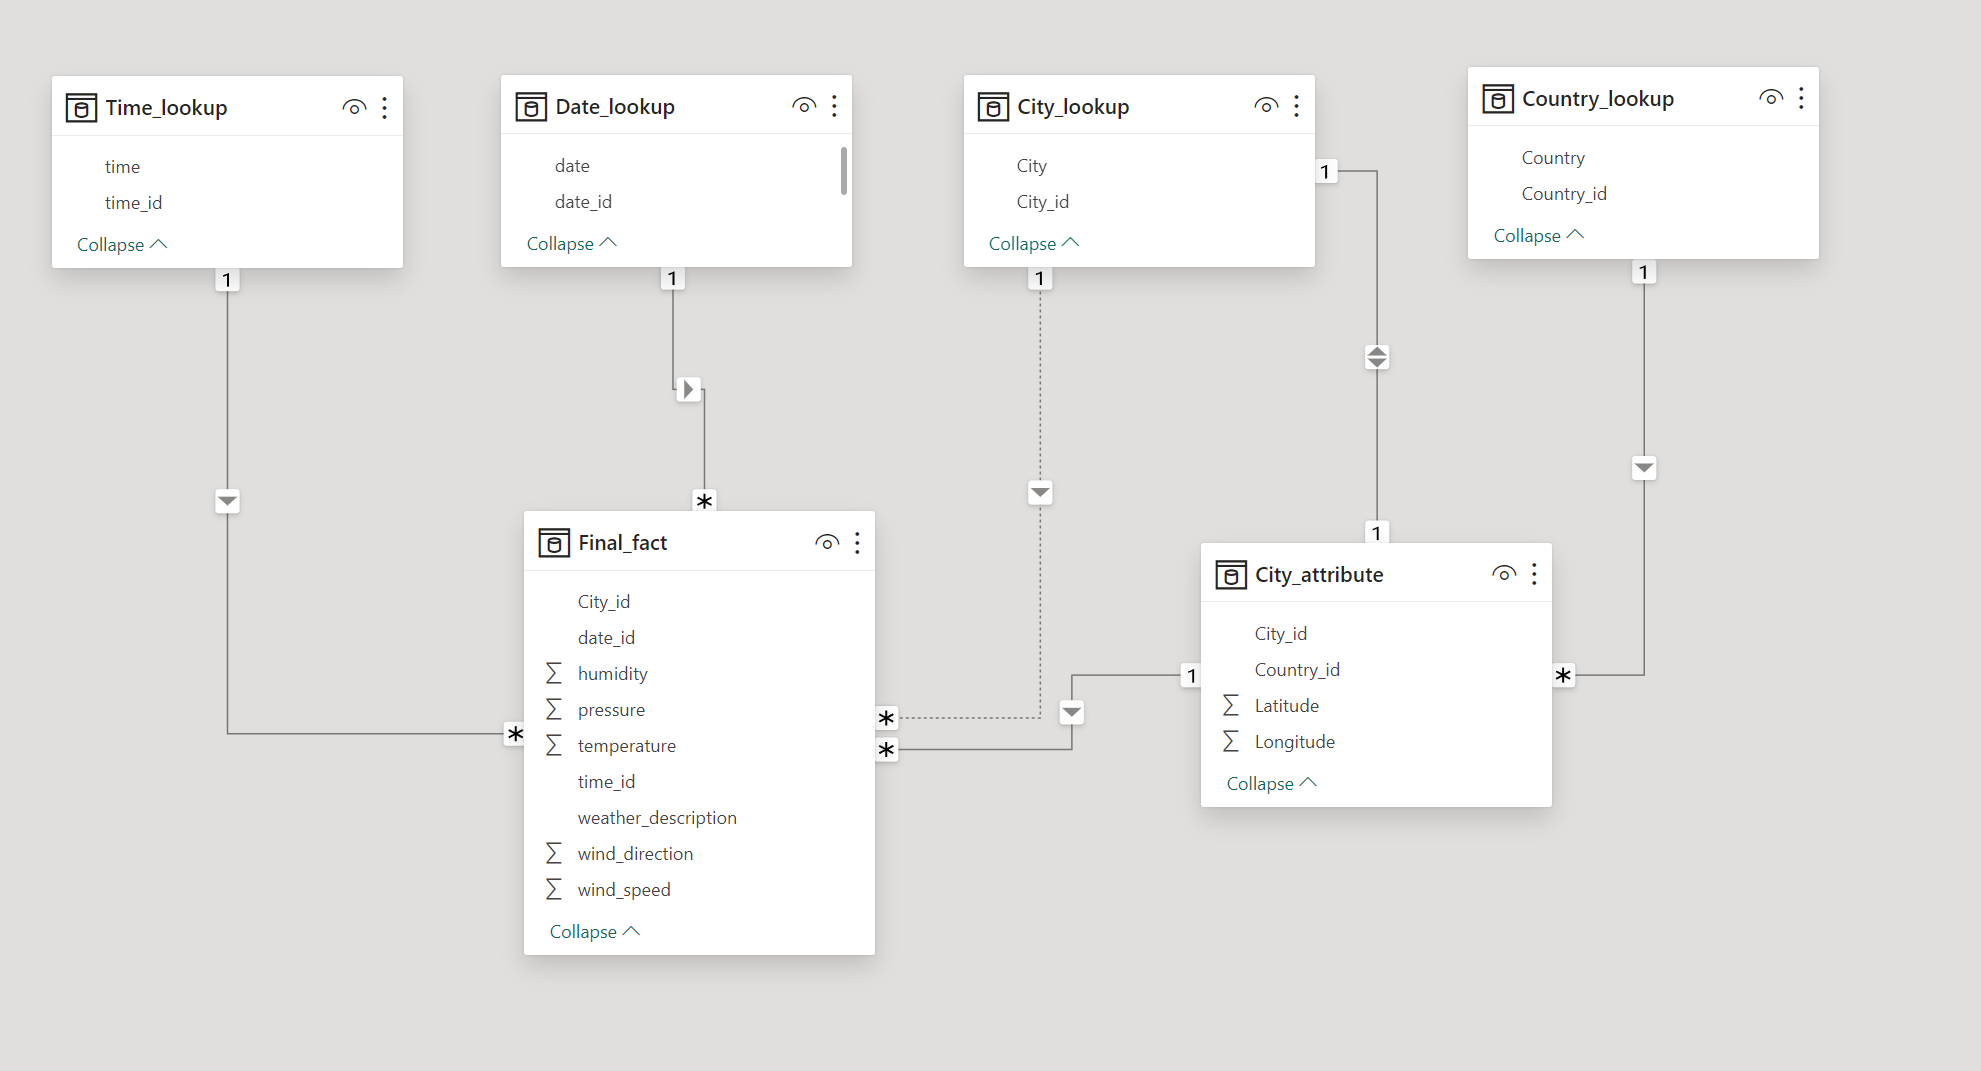 Time_lookup
time
time_id
Collapse
1
Date_lookup
date
date_id
Collapse
1
City_lookup
City
City_id
Collapse
1
1
Country_lookup
Country
Country_id
Collapse
1
*
Final_fact
City_id
date_id
humidity
pressure
temperature
time_id
weather_description
wind_direction
wind_speed
Collapse
*
*
*
1
City_attribute
City_id
Country_id
Latitude
Longitude
Collapse
1
*